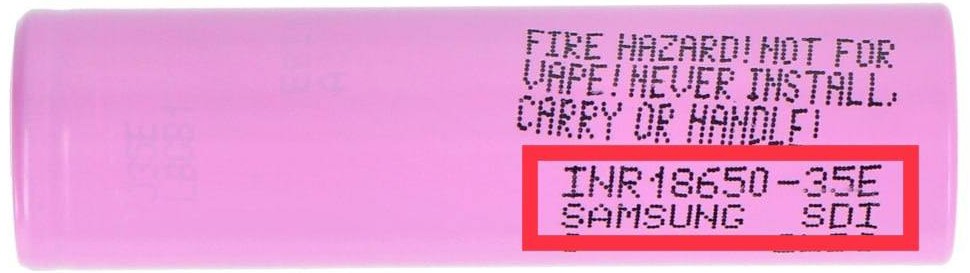 FIRE HAZARD! NOT FOR
VAPE! NEVER INSTALL,
CARRY OR HANDLE!
INR18650-35E
SAMSUNG SDI